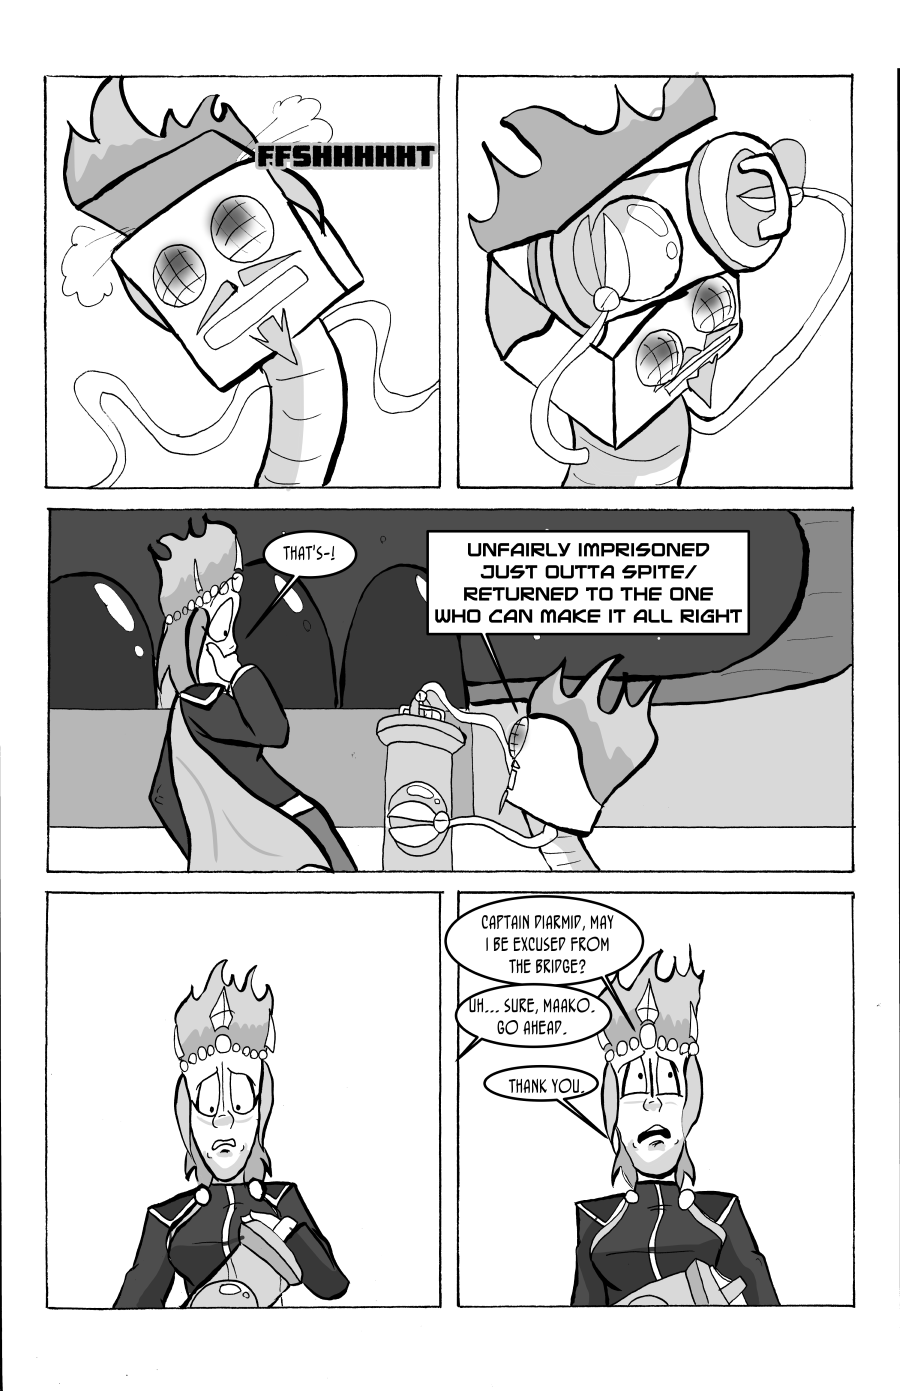 FFSHHHHHT
THAT'S-!
UNFAIRLY IMPRISONED
JUST OUTTA SPITE/
RETURNED TO THE ONE
WHO CAN MAKE IT ALL RIGHT
CAPTAIN DIARMID, MAY
I BE EXCUSED FROM
THE BRIDGE?
UH... SURE, MAAKO.
GO AHEAD.
THANK YOU.